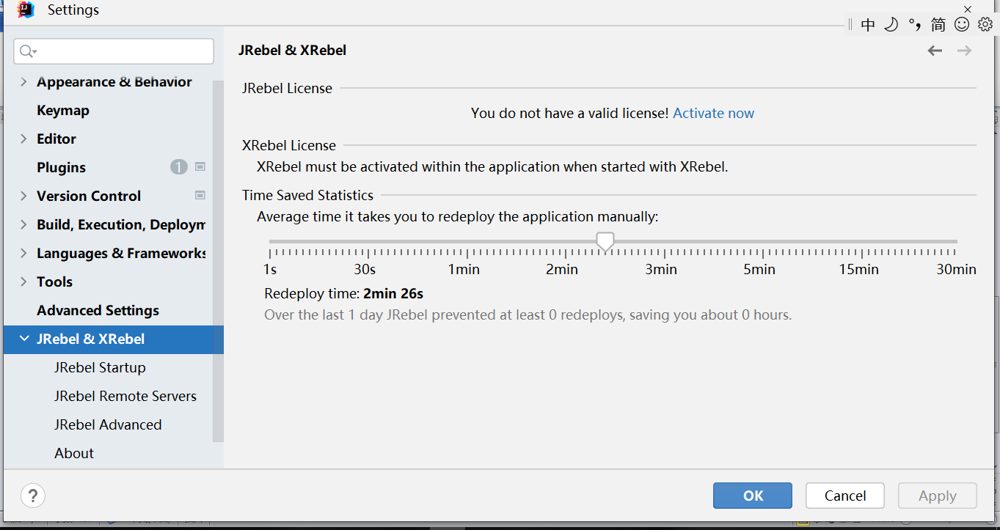 Settings
中 简
JRebel & XRebel
Appearance & Behavior
Keymap
Editor
Plugins 1
Version Control
Build, Execution, Deploym
Languages & Frameworks
Tools
Advanced Settings
JRebel & XRebel
JRebel Startup
JRebel Remote Servers
JRebel Advanced
About
JRebel License
You do not have a valid license! Activate now
XRebel License
XRebel must be activated within the application when started with XRebel.
Time Saved Statistics
Average time it takes you to redeploy the application manually:
1s 30s 1min 2min 3min 5min 15min 30min
Redeploy time: 2min 26s
Over the last 1 day JRebel prevented at least 0 redeploys, saving you about 0 hours.
? OK Cancel Apply